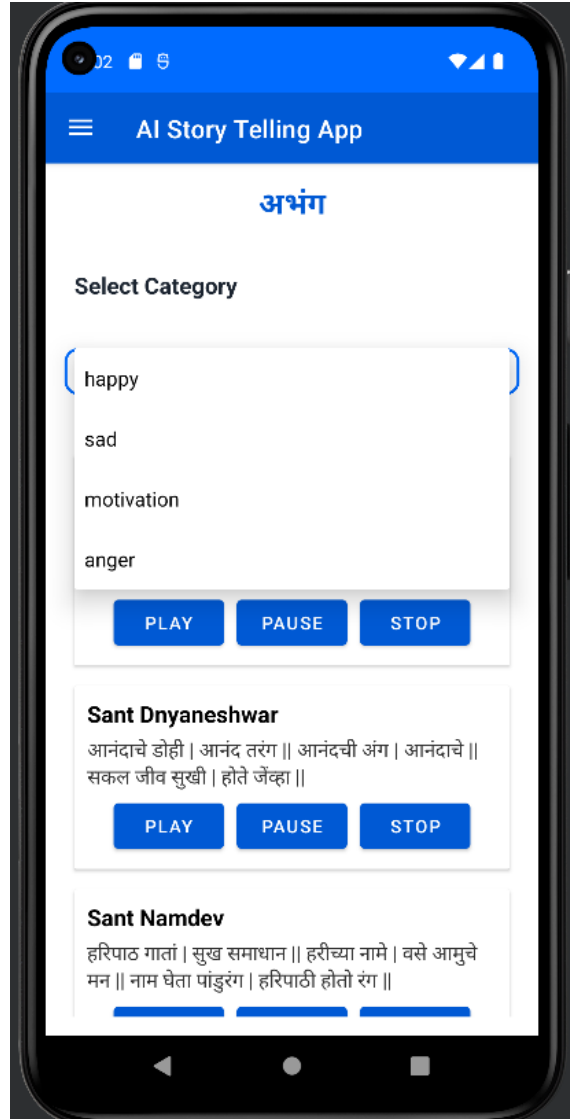 02
AI Story Telling App
अभंग
Select Category
happy
sad
motivation
anger
PLAY PAUSE STOP
Sant Dnyaneshwar
आनंदाचे डोही | आनंद तरंग || आनंदची अंग | आनंदाचे ||
सकल जीव सुखी | होते जेंव्हा ||
PLAY PAUSE STOP
Sant Namdev
हरिपाठ गातां | सुख समाधान || हरीच्या नामे | वसे आमुचे
मन || नाम घेता पांडुरंग | हरिपाठी होतो रंग ||